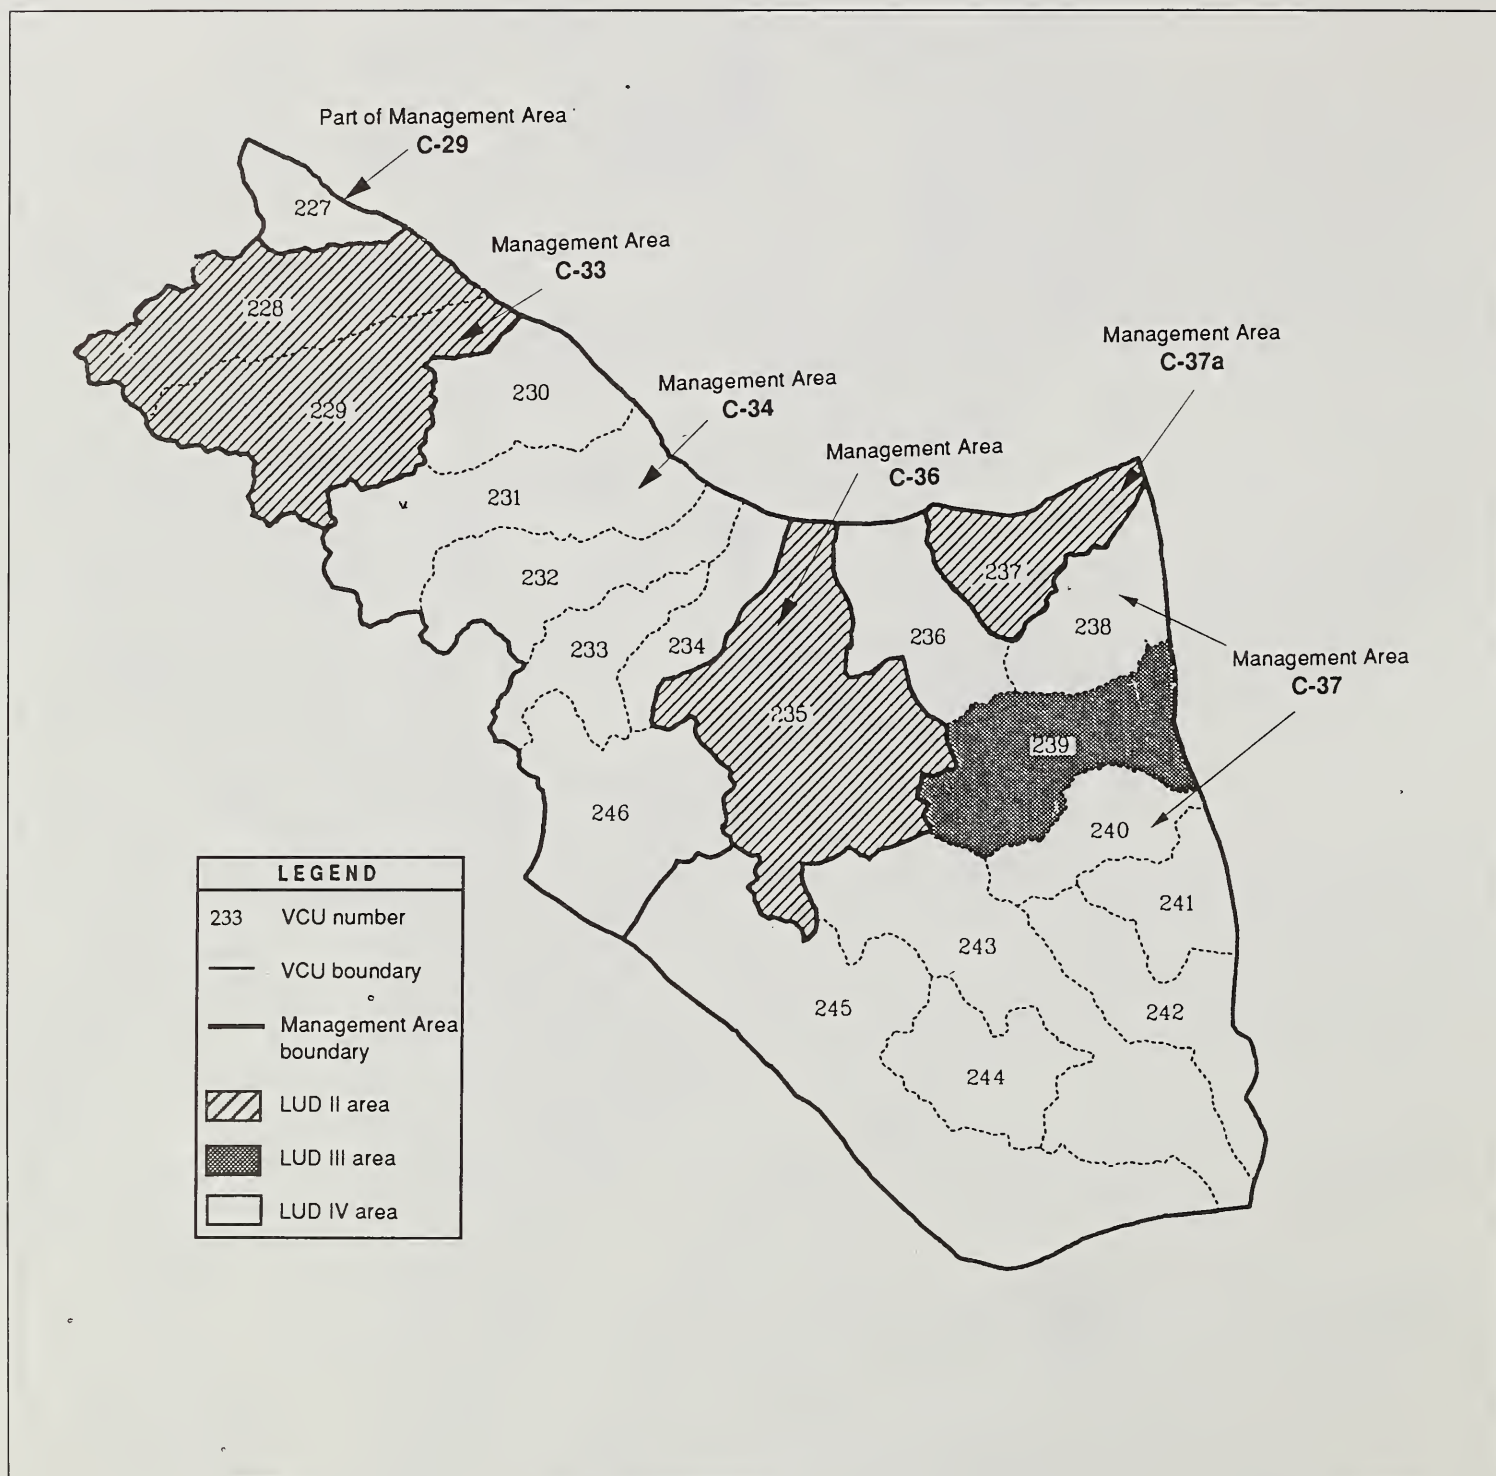 Part of Management Area
C-29
227
Management Area
C-33
228
229
Management Area
C-34
230
231
232
233
234
Management Area
C-36
235
236
Management Area
C-37a
237
238
Management Area
C-37
239
240
241
242
243
244
245
246
LEGEND
233 VCU number
VCU boundary
Management Area
boundary
LUD II area
LUD III area
LUD IV area